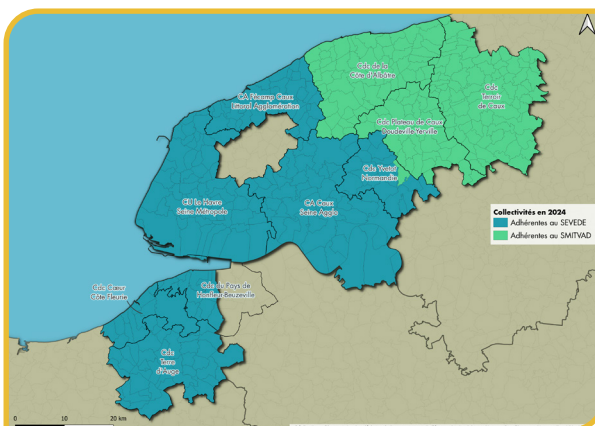 Cdc de la
Côte d'Albâtre
Cdc
Terroir
de Caux
CA Fécamp Caux
Littoral Agglomération
Cdc Plateau de Caux
Doudeville-Yerville
Cdc Yvetot
Normandie
CU Le Havre
Seine Métropole
CA Caux
Seine Agglo
Collectivités en 2024
Adhérentes au SEVEDE
Adhérentes au SMITVAD
Cdc Cœur
Côte Fleurie
Cdc du Pays de
Honfleur-Beuzeville
Cdc
Terre
d'Auge
0 10 20 km